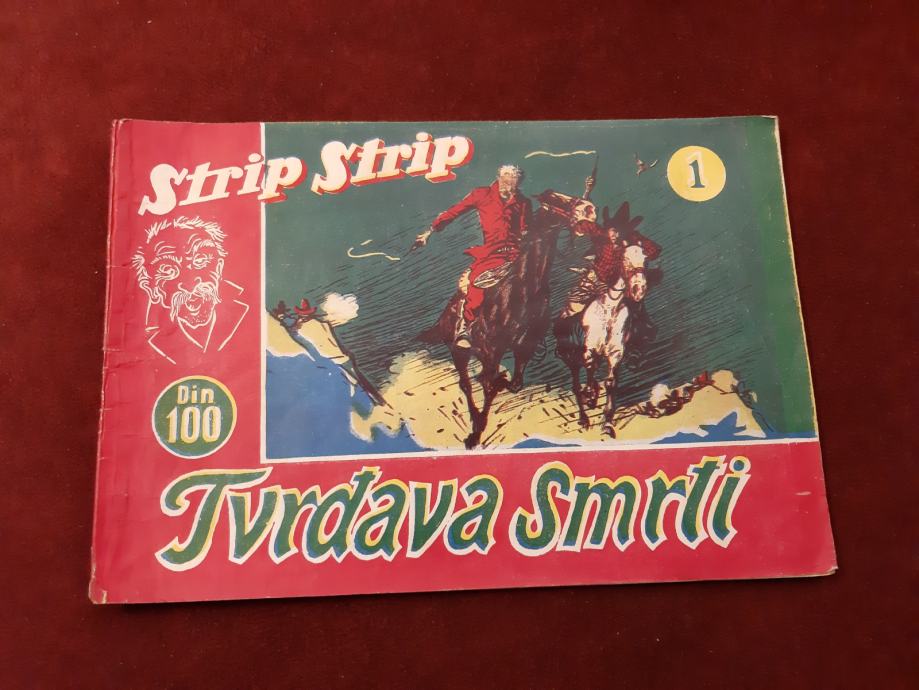 Strip Strip
1
Din
100
Tvrđava Smrti